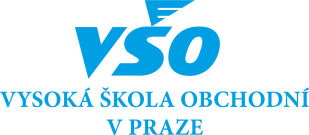 VŠO
VYSOKÁ ŠKOLA OBCHODNÍ
V PRAZE